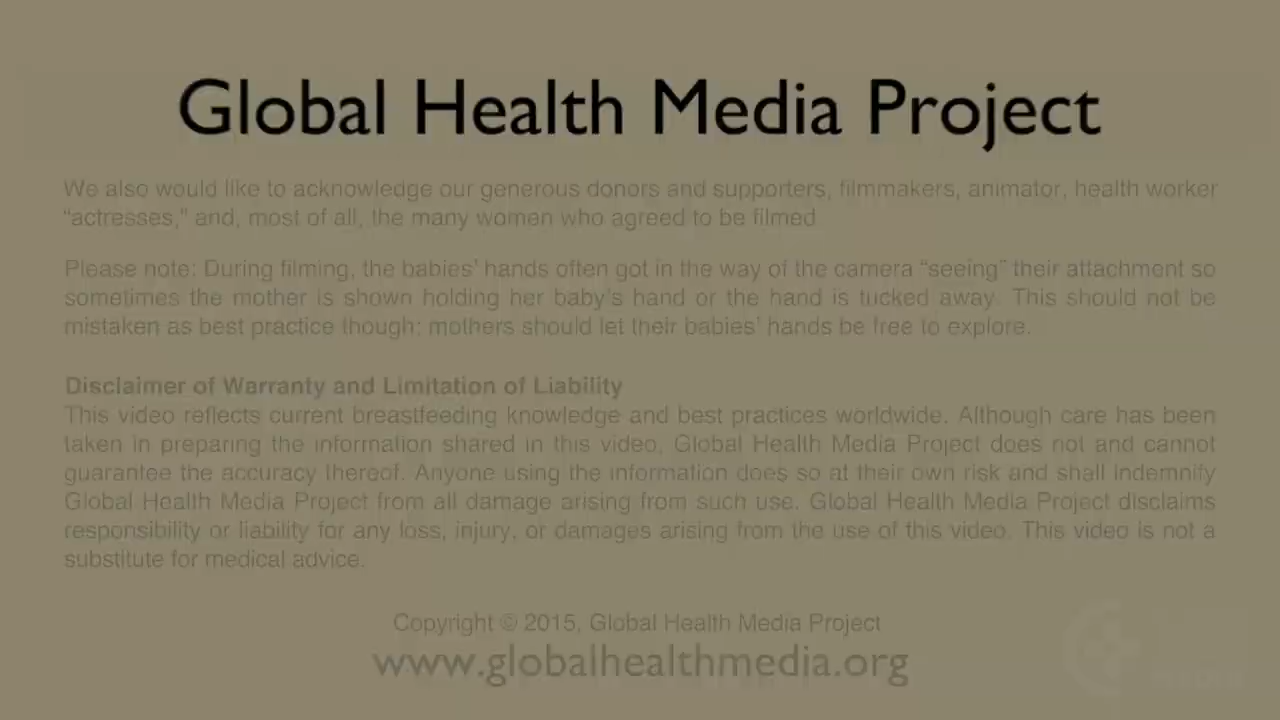 Global Health Media Project
We also would like to acknowledge our generous donors and supporters, filmmakers, animator, health worker
“actresses,” and, most of all, the many women who agreed to be filmed
Please note: During filming, the babies’ hands often got in the way of the camera “seeing” their attachment so
sometimes the mother is shown holding her baby’s hand or the hand is tucked away. This should not be
mistaken as best practice though; mothers should let their babies’ hands be free to explore.
Disclaimer of Warranty and Limitation of Liability
This video reflects current breastfeeding knowledge and best practices worldwide. Although care has been
taken in preparing the information shared in this video, Global Health Media Project does not and cannot
guarantee the accuracy thereof. Anyone using the information does so at their own risk and shall indemnify
Global Health Media Project from all damage arising from such use. Global Health Media Project disclaims
responsibility or liability for any loss, injury, or damages arising from the use of this video. This video is not a
substitute for medical advice.
Copyright © 2015, Global Health Media Project
www.globalhealthmedia.org